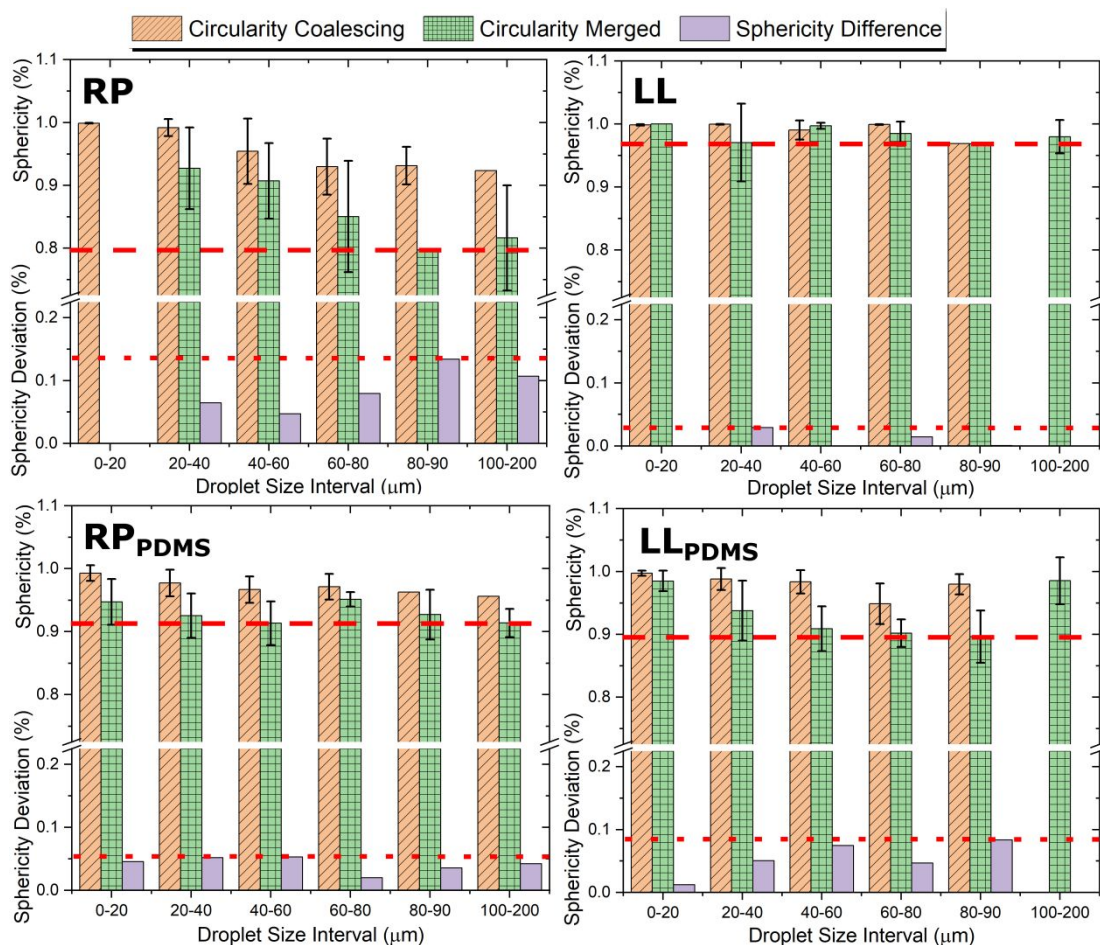 Circularity Coalescing Circularity Merged Sphericity Difference
RP
Sphericity (%)
1.1
1.0
0.9
0.8
Sphericity Deviation (%)
0.2
0.1
0.0
0-20 20-40 40-60 60-80 80-90 100-200
Droplet Size Interval (μm)
LL
Sphericity (%)
1.1
1.0
0.9
0.8
Sphericity Deviation (%)
0.2
0.1
0.0
0-20 20-40 40-60 60-80 80-90 100-200
Droplet Size Interval (μm)
RP PDMS
Sphericity (%)
1.1
1.0
0.9
0.8
Sphericity Deviation (%)
0.2
0.1
0.0
0-20 20-40 40-60 60-80 80-90 100-200
Droplet Size Interval (μm)
LL PDMS
Sphericity (%)
1.1
1.0
0.9
0.8
Sphericity Deviation (%)
0.2
0.1
0.0
0-20 20-40 40-60 60-80 80-90 100-200
Droplet Size Interval (μm)